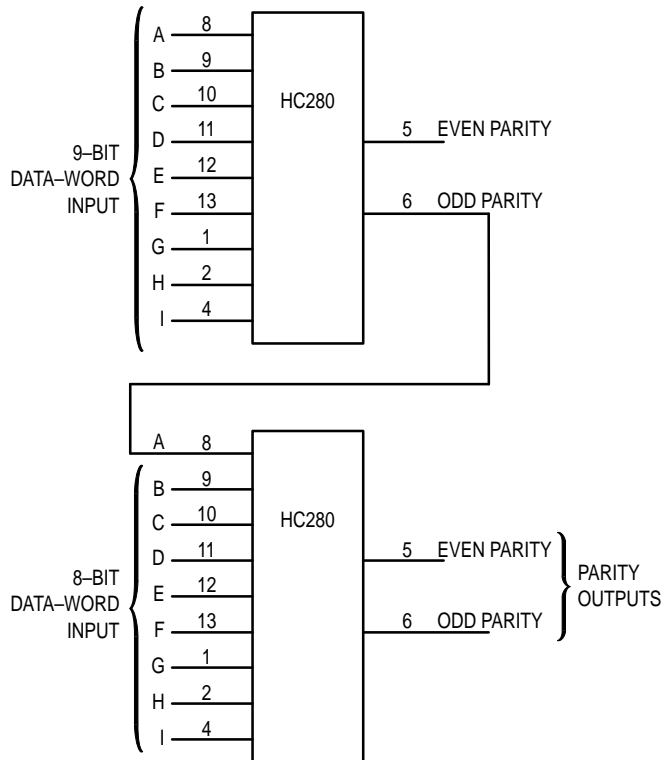 A 8
B 9
C 10
HC280
D 11
5 EVEN PARITY
9–BIT
DATA–WORD
INPUT
E 12
F 13
6 ODD PARITY
G 1
H 2
I 4
A 8
B 9
C 10
HC280
D 11
5 EVEN PARITY
8–BIT
DATA–WORD
INPUT
E 12
PARITY
OUTPUTS
F 13
6 ODD PARITY
G 1
H 2
I 4